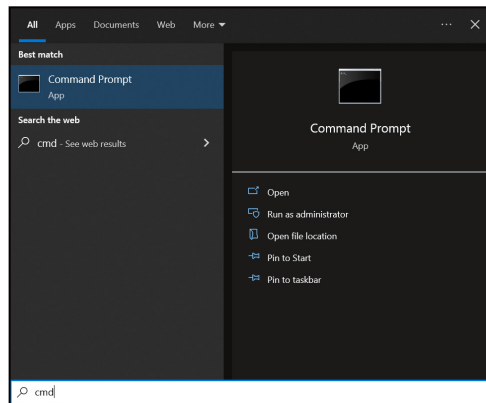 All Apps Documents Web More
Best match
Command Prompt
App
Search the web
cmd - See web results
Command Prompt
App
Open
Run as administrator
Open file location
Pin to Start
Pin to taskbar
cmd